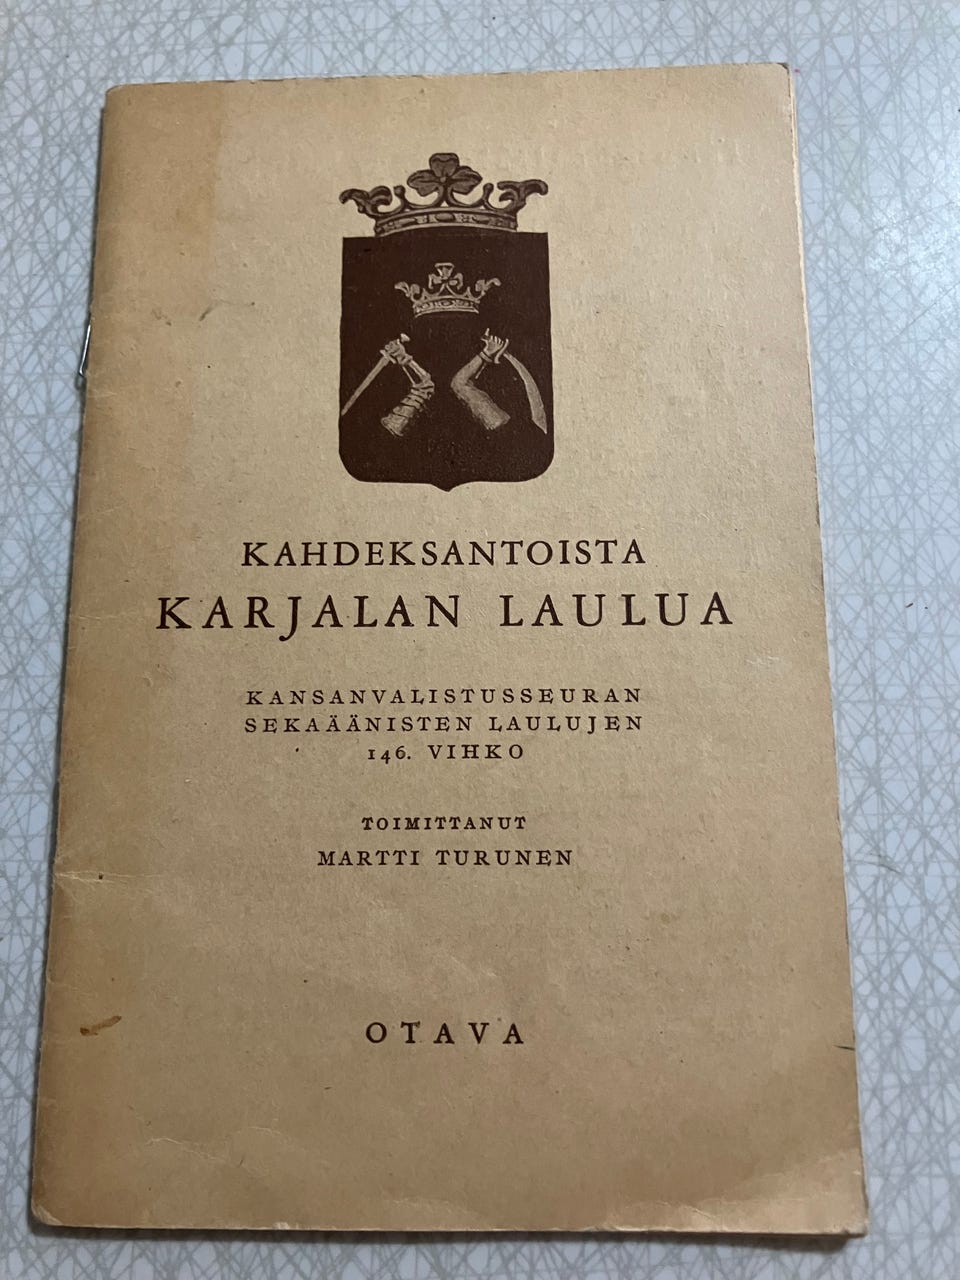 KAHDEKSANTOISTA
KARJALAN LAULUA
KANSANVALISTUSSEURAN
SEKAÄÄNISTEN LAULUJEN
146. VIHKO
TOIMITTANUT
MARTTI TURUNEN
OTAVA